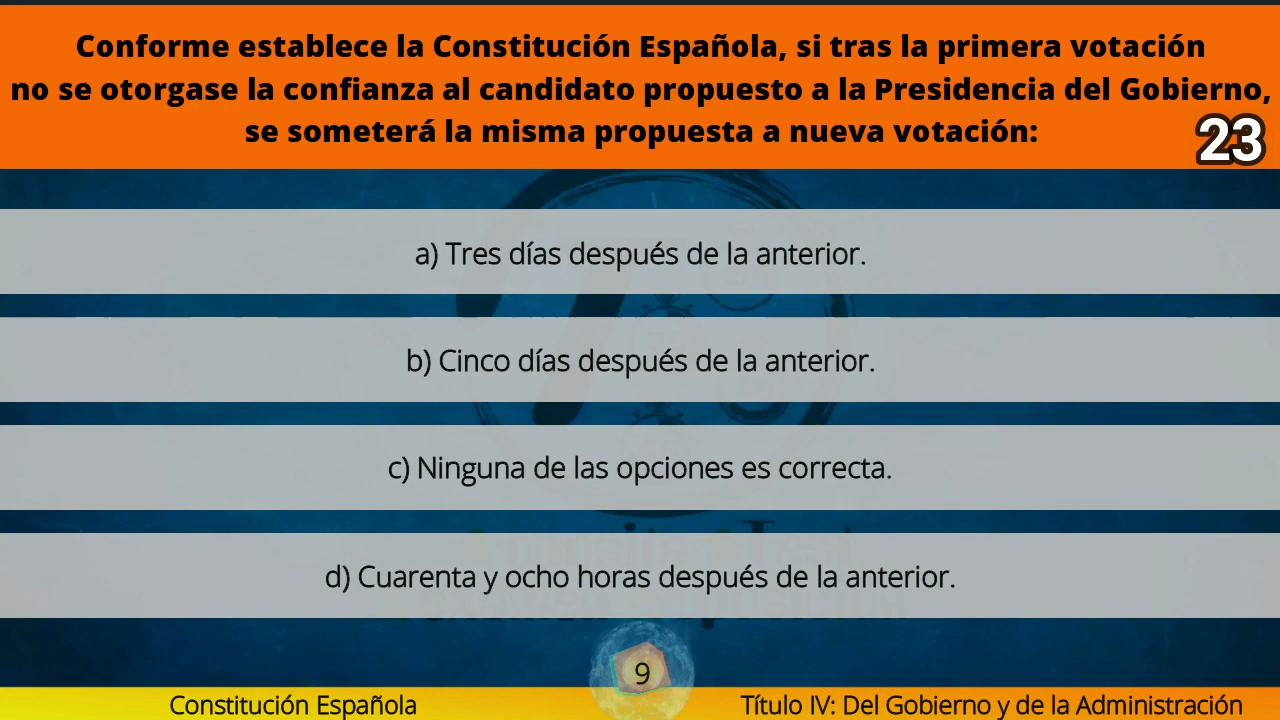 Conforme establece la Constitución Española, si tras la primera votación
no se otorgase la confianza al candidato propuesto a la Presidencia del Gobierno,
se someterá la misma propuesta a nueva votación:
23
a) Tres días después de la anterior.
b) Cinco días después de la anterior.
c) Ninguna de las opciones es correcta.
d) Cuarenta y ocho horas después de la anterior.
9
Constitución Española
Título IV: Del Gobierno y de la Administración